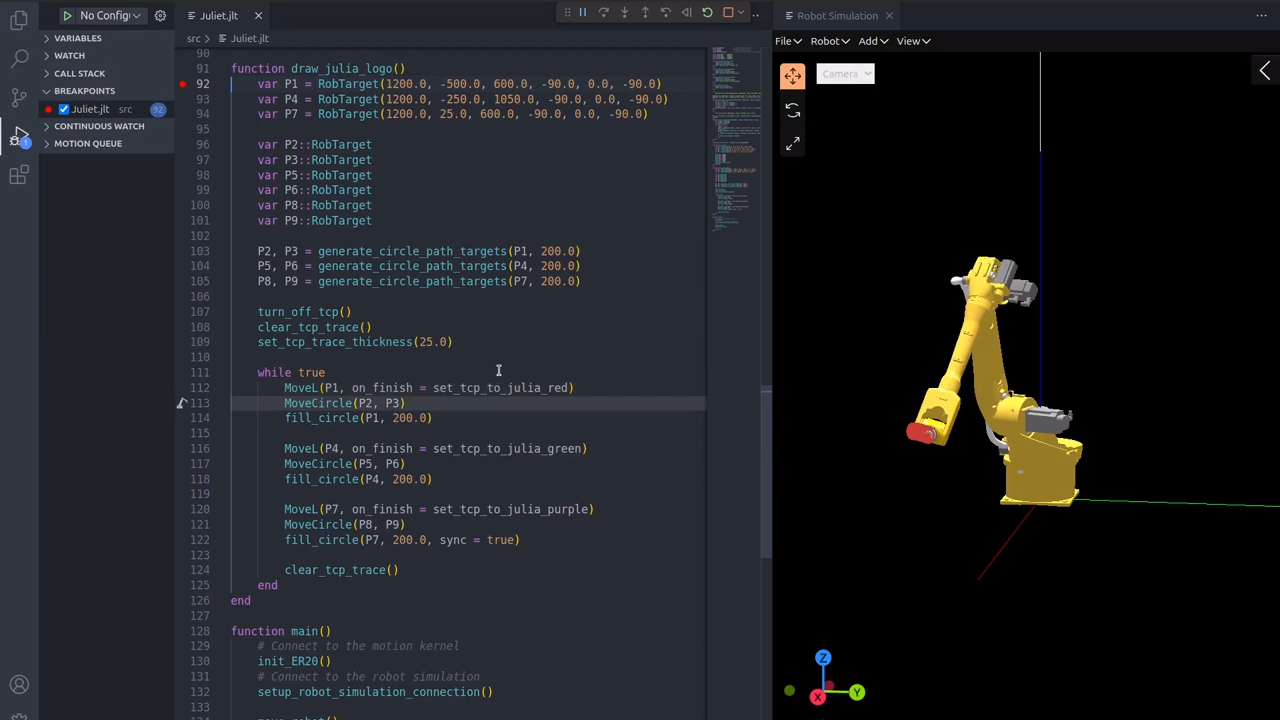 No Config
Juliet.jlt
Robot Simulation
VARIABLES
WATCH
CALL STACK
BREAKPOINTS
Juliet.jlt src 92
CONTINUOUS WATCH
MOTION QUEUE
1
src > Juliet.jlt
File Robot Add View
Camera
90
91 function draw_julia_logo()
92 var P1 = RobTarget(1200.0, -500.0, 600.0, -90.0, 0.0, -90.0)
93 var P4 = RobTarget(1200.0, -250.0, 1050.0, -90.0, 0.0, -90.0)
94 var P7 = RobTarget(1200.0, 25.0, 600.0, -90.0, 0.0, -90.0)
95
96 var P2::RobTarget
97 var P3::RobTarget
98 var P5::RobTarget
99 var P6::RobTarget
100 var P8::RobTarget
101 var P9::RobTarget
102
103 P2, P3 = generate_circle_path_targets(P1, 200.0)
104 P5, P6 = generate_circle_path_targets(P4, 200.0)
105 P8, P9 = generate_circle_path_targets(P7, 200.0)
106
107 turn_off_tcp()
108 clear_tcp_trace()
109 set_tcp_trace_thickness(25.0)
110
111 while true
112 MoveL(P1, on_finish = set_tcp_to_julia_red)
113 MoveCircle(P2, P3)
114 fill_circle(P1, 200.0)
115
116 MoveL(P4, on_finish = set_tcp_to_julia_green)
117 MoveCircle(P5, P6)
118 fill_circle(P4, 200.0)
119
120 MoveL(P7, on_finish = set_tcp_to_julia_purple)
121 MoveCircle(P8, P9)
122 fill_circle(P7, 200.0, sync = true)
123
124 clear_tcp_trace()
125 end
126 end
127
128 function main()
129 # Connect to the motion kernel
130 init_ER20()
131 # Connect to the robot simulation
132 setup_robot_simulation_connection()
133
Z
X
Y